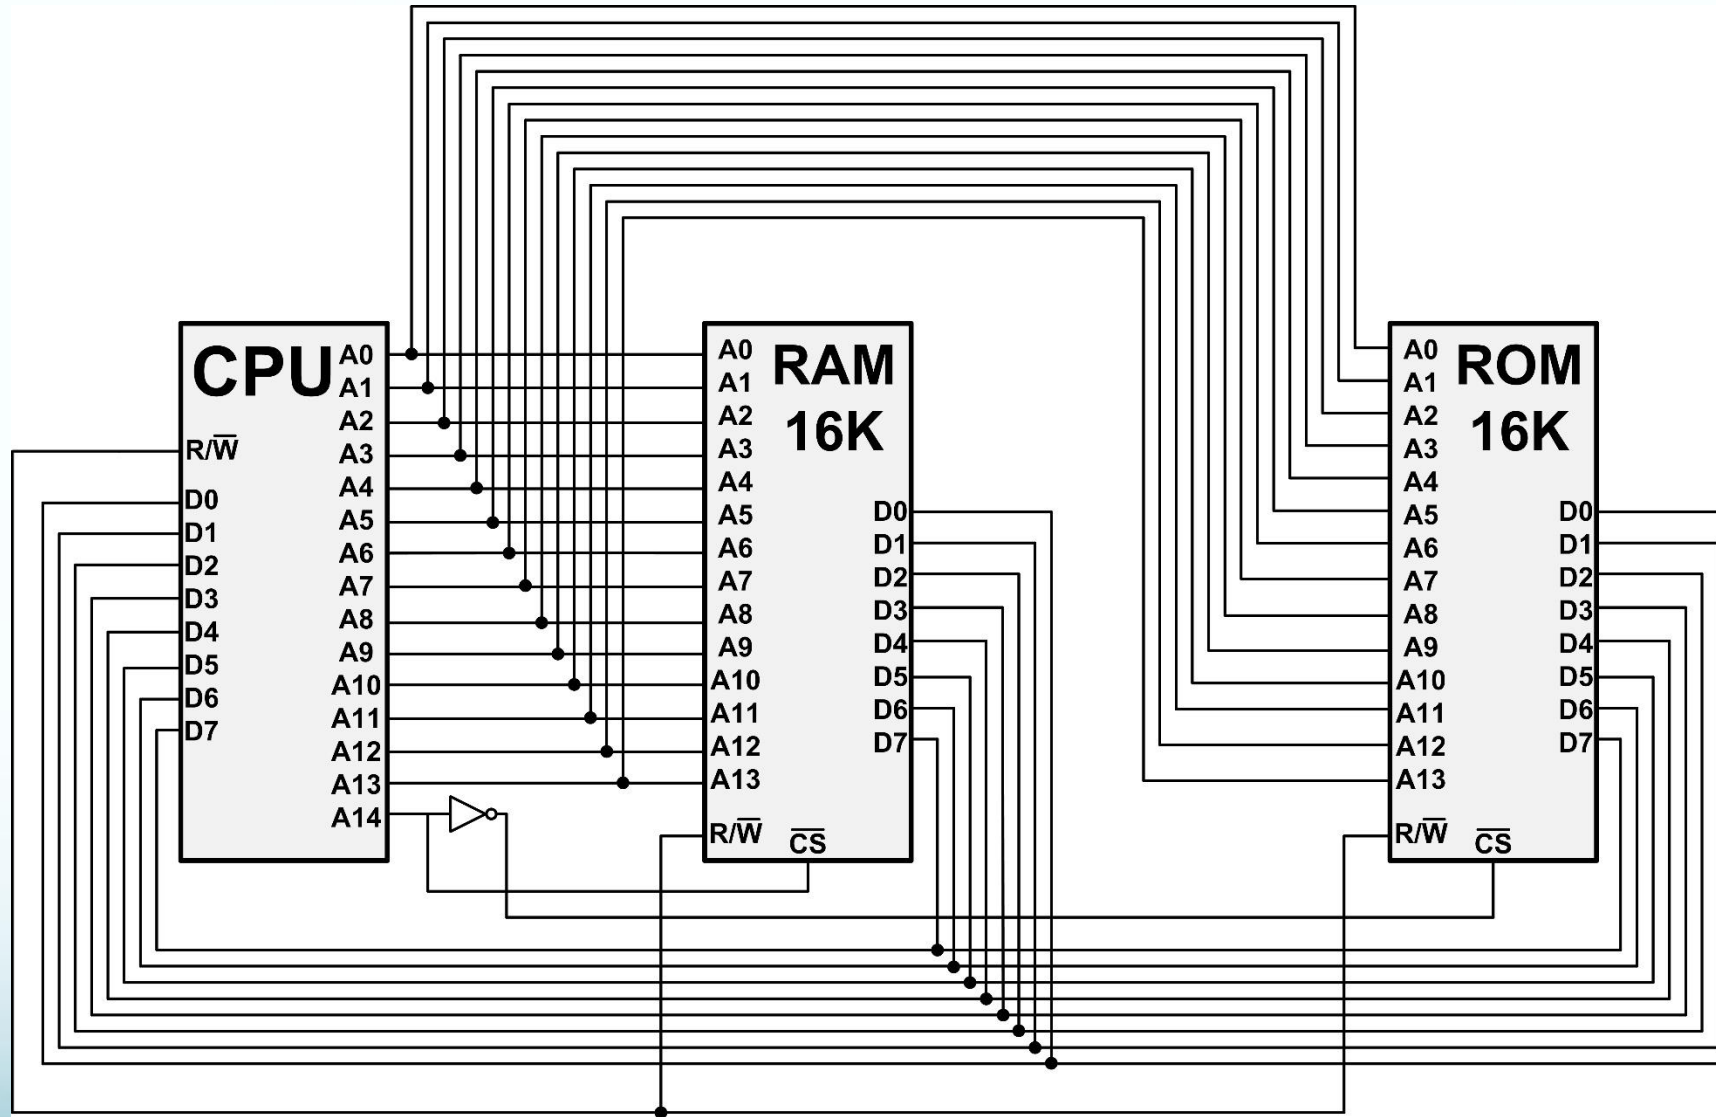 CPU
A0
A1
A2
A3
A4
A5
A6
A7
A8
A9
A10
A11
A12
A13
A14
R/W̅
D0
D1
D2
D3
D4
D5
D6
D7
RAM
16K
A0
A1
A2
A3
A4
A5
A6
A7
A8
A9
A10
A11
A12
A13
R/W̅
C̅S̅
D0
D1
D2
D3
D4
D5
D6
D7
ROM
16K
A0
A1
A2
A3
A4
A5
A6
A7
A8
A9
A10
A11
A12
A13
R/W̅
C̅S̅
D0
D1
D2
D3
D4
D5
D6
D7